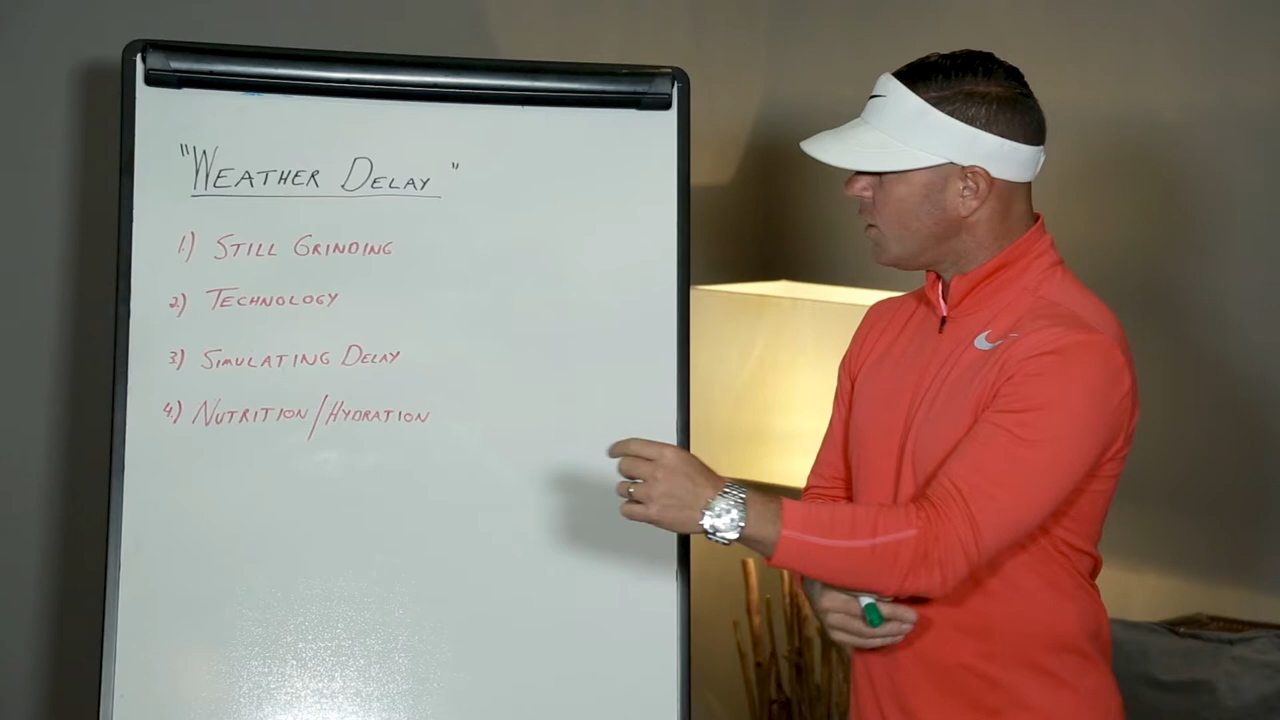 "Weather Delay"
1.) Still Grinding
2.) Technology
3.) Simulating Delay
4.) Nutrition/Hydration